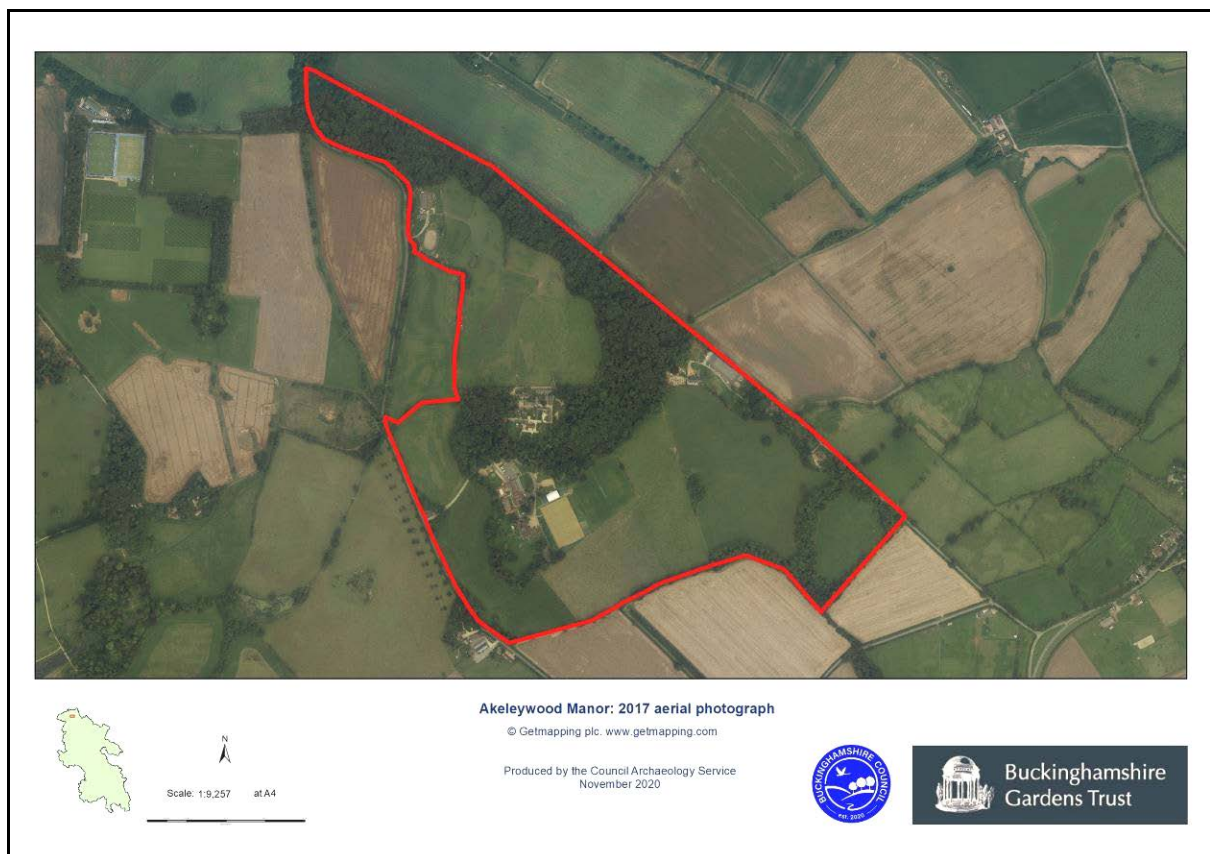 Akeleywood Manor: 2017 aerial photograph
© Getmapping plc. www.getmapping.com
Produced by the Council Archaeology Service
November 2020
N
Scale: 1:9,257 at A4
BUCKINGHAMSHIRE COUNCIL
est. 2020
Buckinghamshire
Gardens Trust